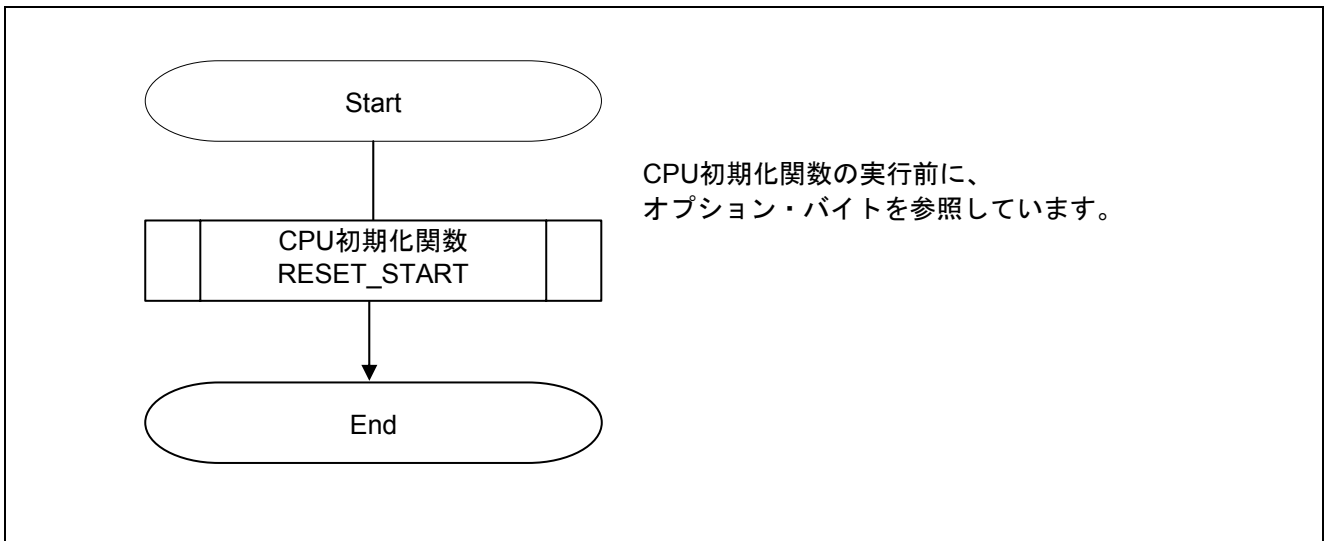 Start
CPU初期化関数の実行前に、
オプション・バイトを参照しています。
CPU初期化関数
RESET_START
End